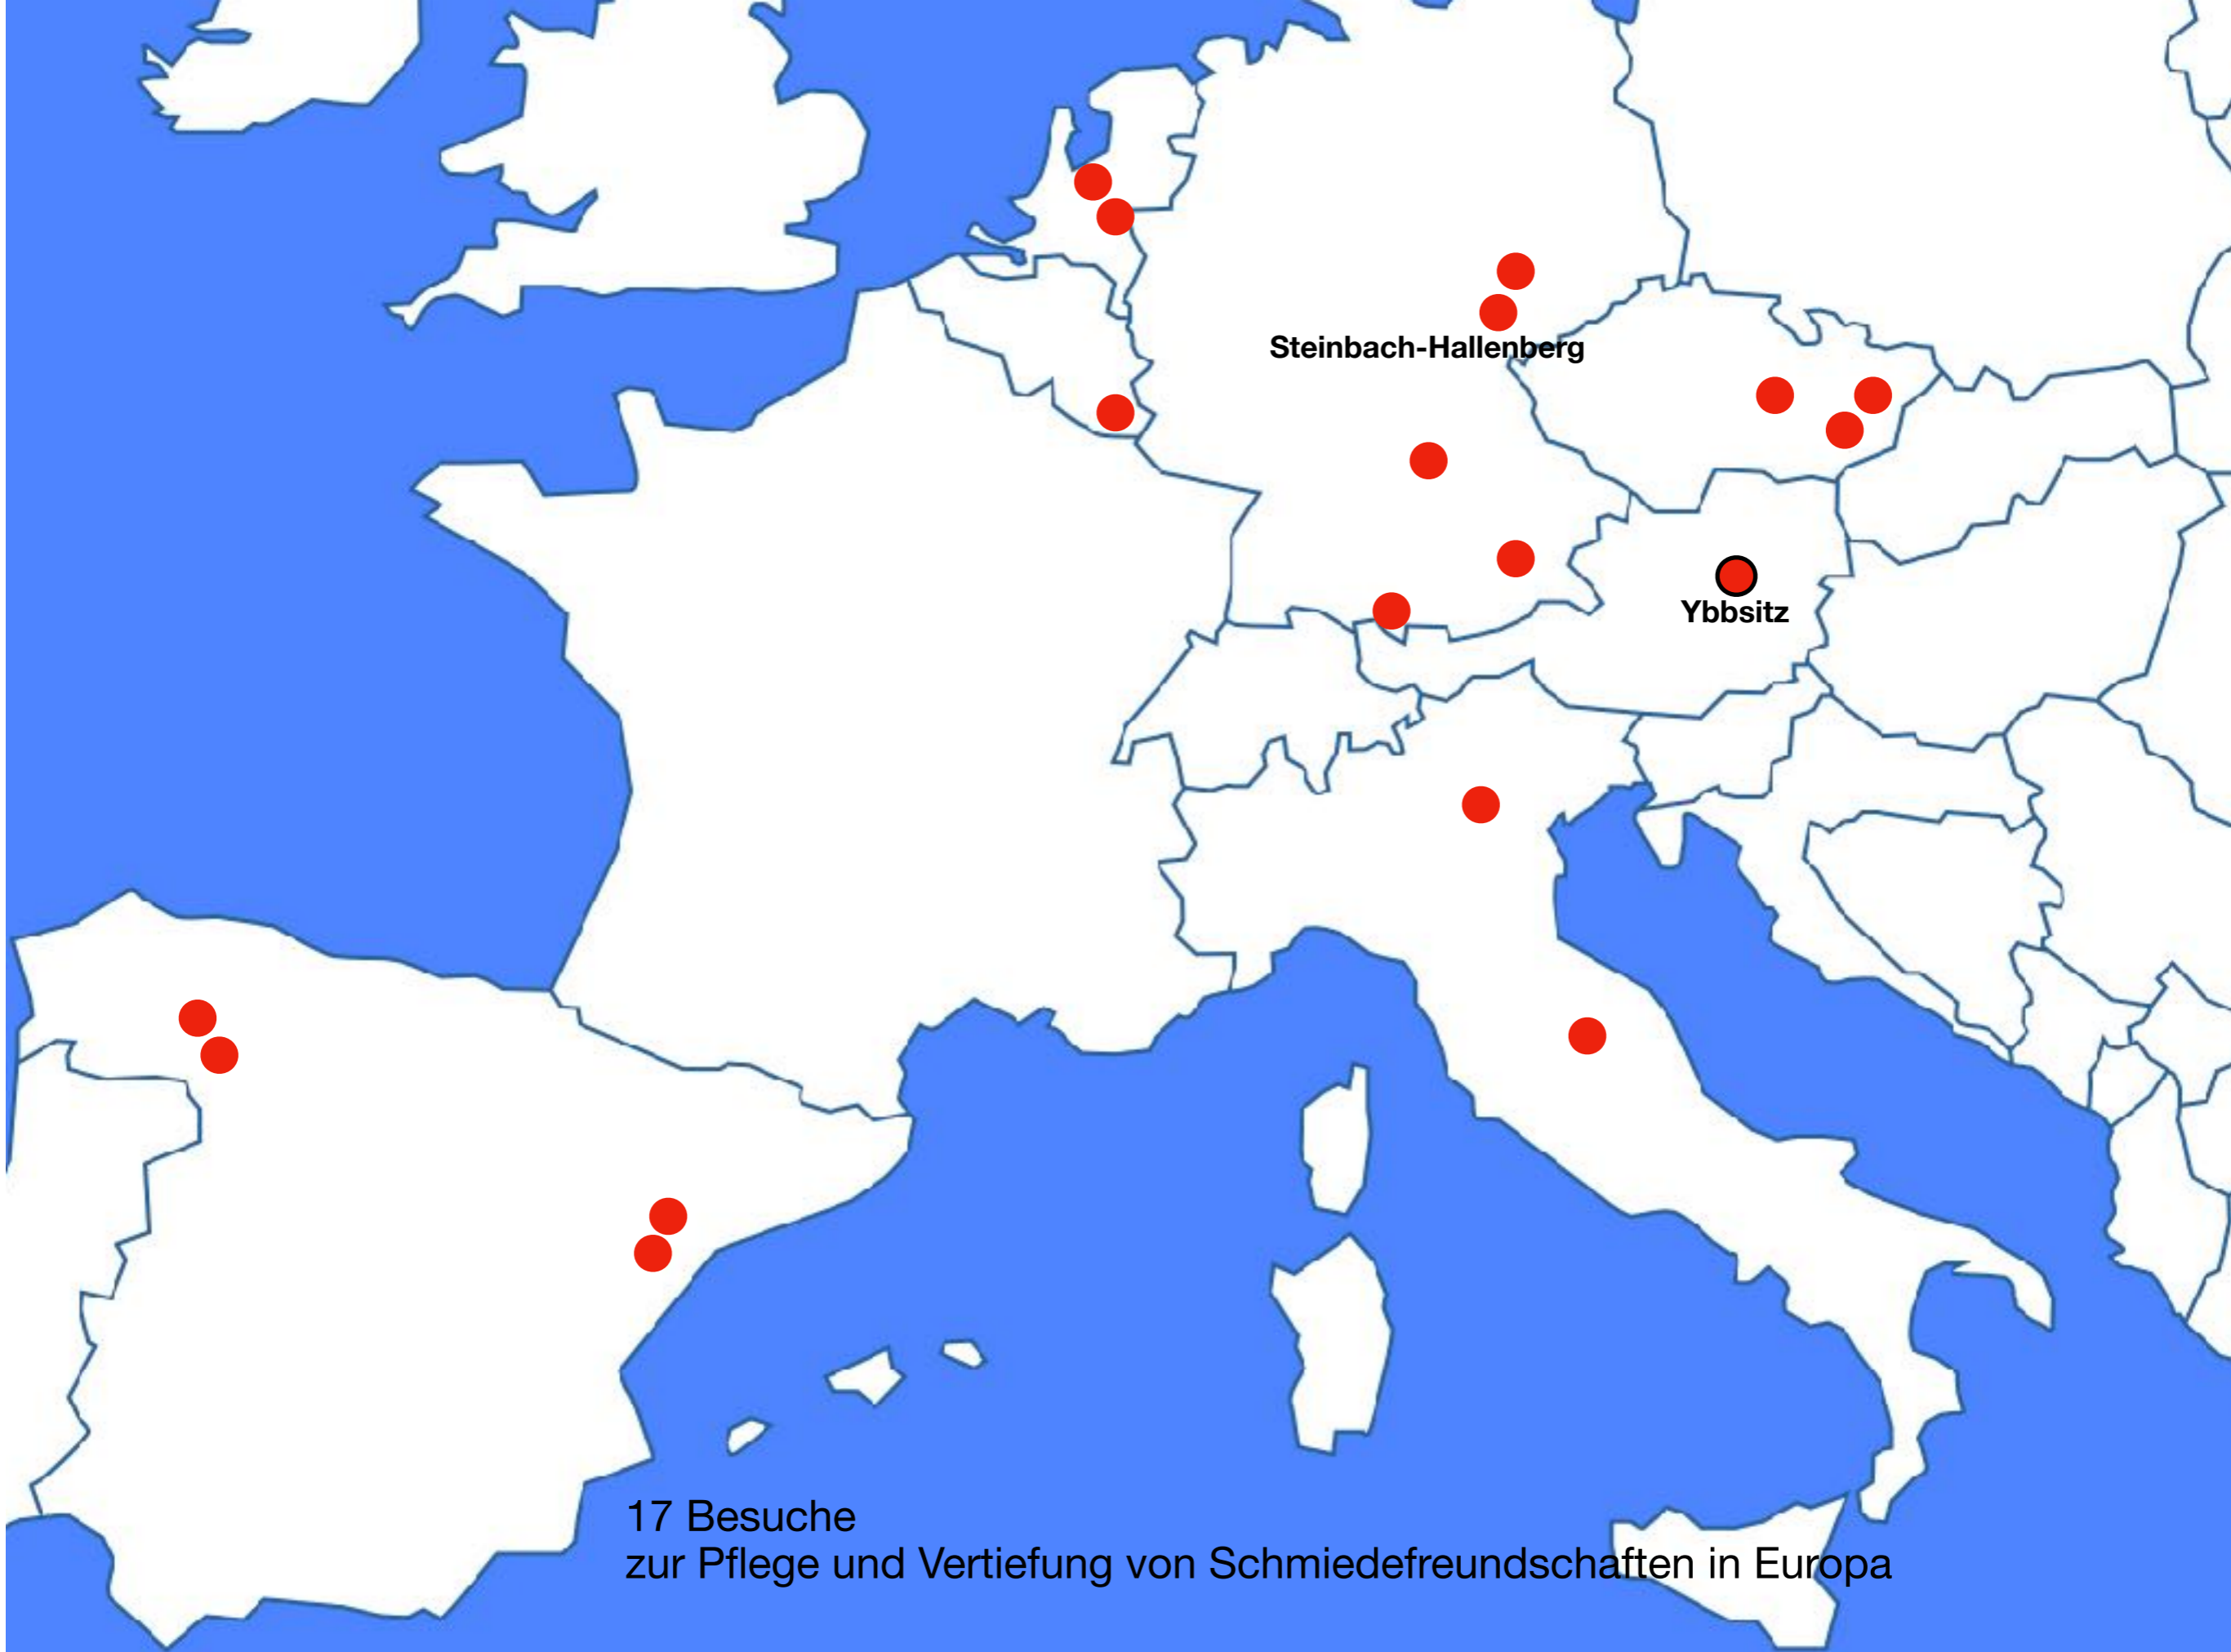 Steinbach-Hallenberg
Ybbsitz
17 Besuche
zur Pflege und Vertiefung von Schmiedefreundschaften in Europa